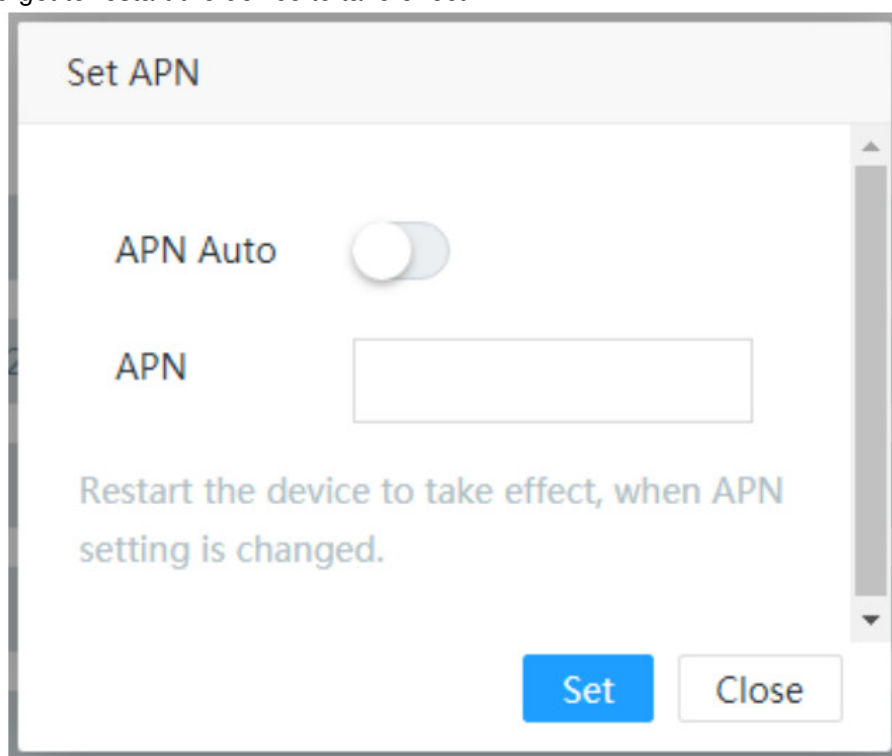 Set APN
APN Auto
APN
Restart the device to take effect, when APN
setting is changed.
Set Close